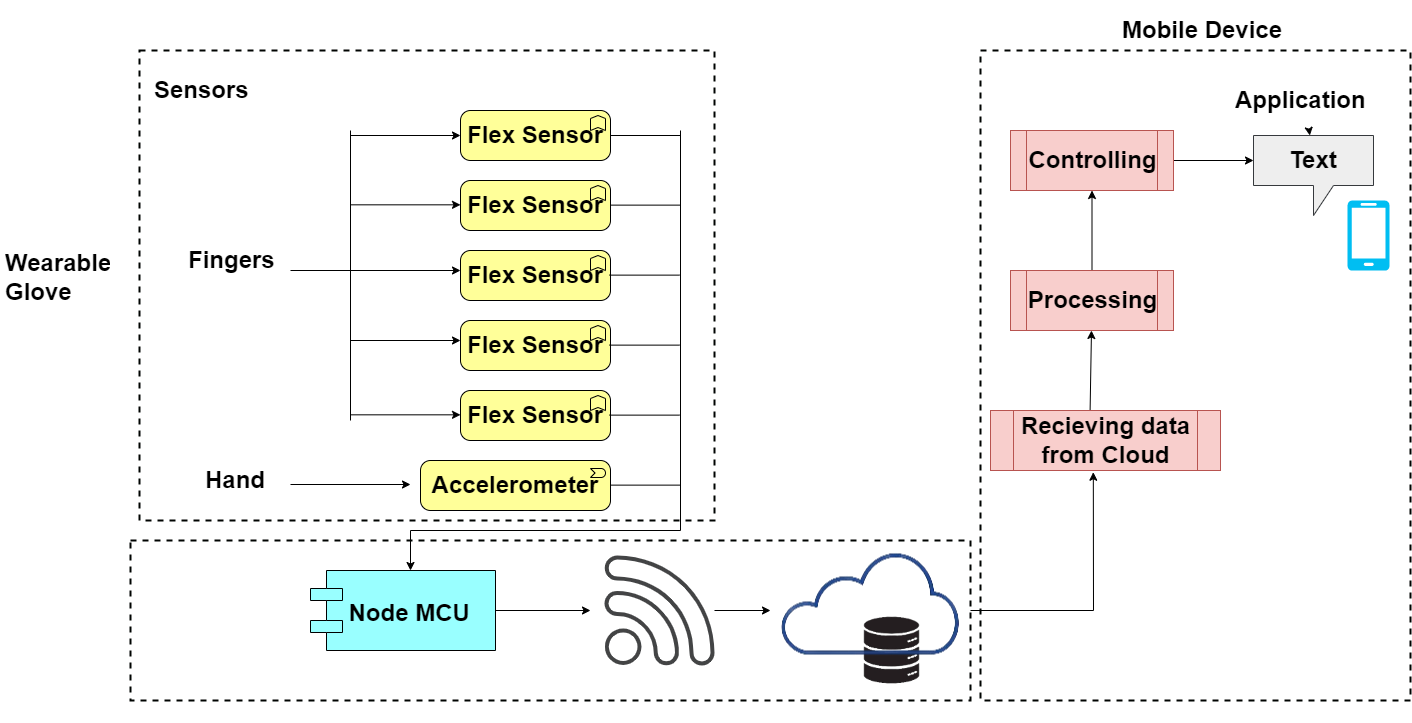 Mobile Device
Sensors
Application
Flex Sensor
Controlling
Text
Flex Sensor
Wearable
Glove
Fingers
Flex Sensor
Processing
Flex Sensor
Flex Sensor
Recieving data
from Cloud
Hand
Accelerometer
Node MCU